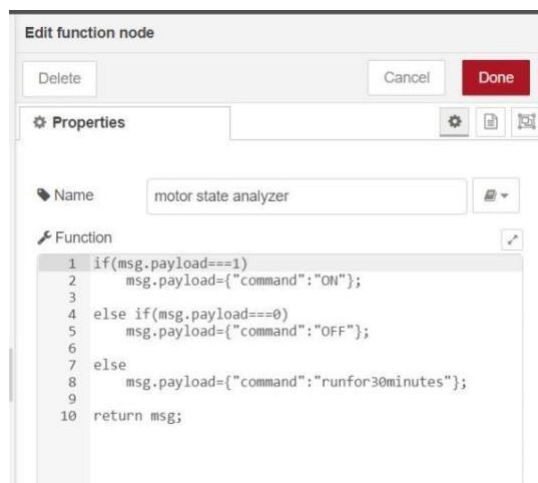 Edit function node
Delete Cancel Done
Properties
Name motor state analyzer
Function
1 if(msg.payload===1)
2 msg.payload={"command":"ON"};
3
4 else if(msg.payload===0)
5 msg.payload={"command":"OFF"};
6
7 else
8 msg.payload={"command":"runfor30minutes"};
9
10 return msg;